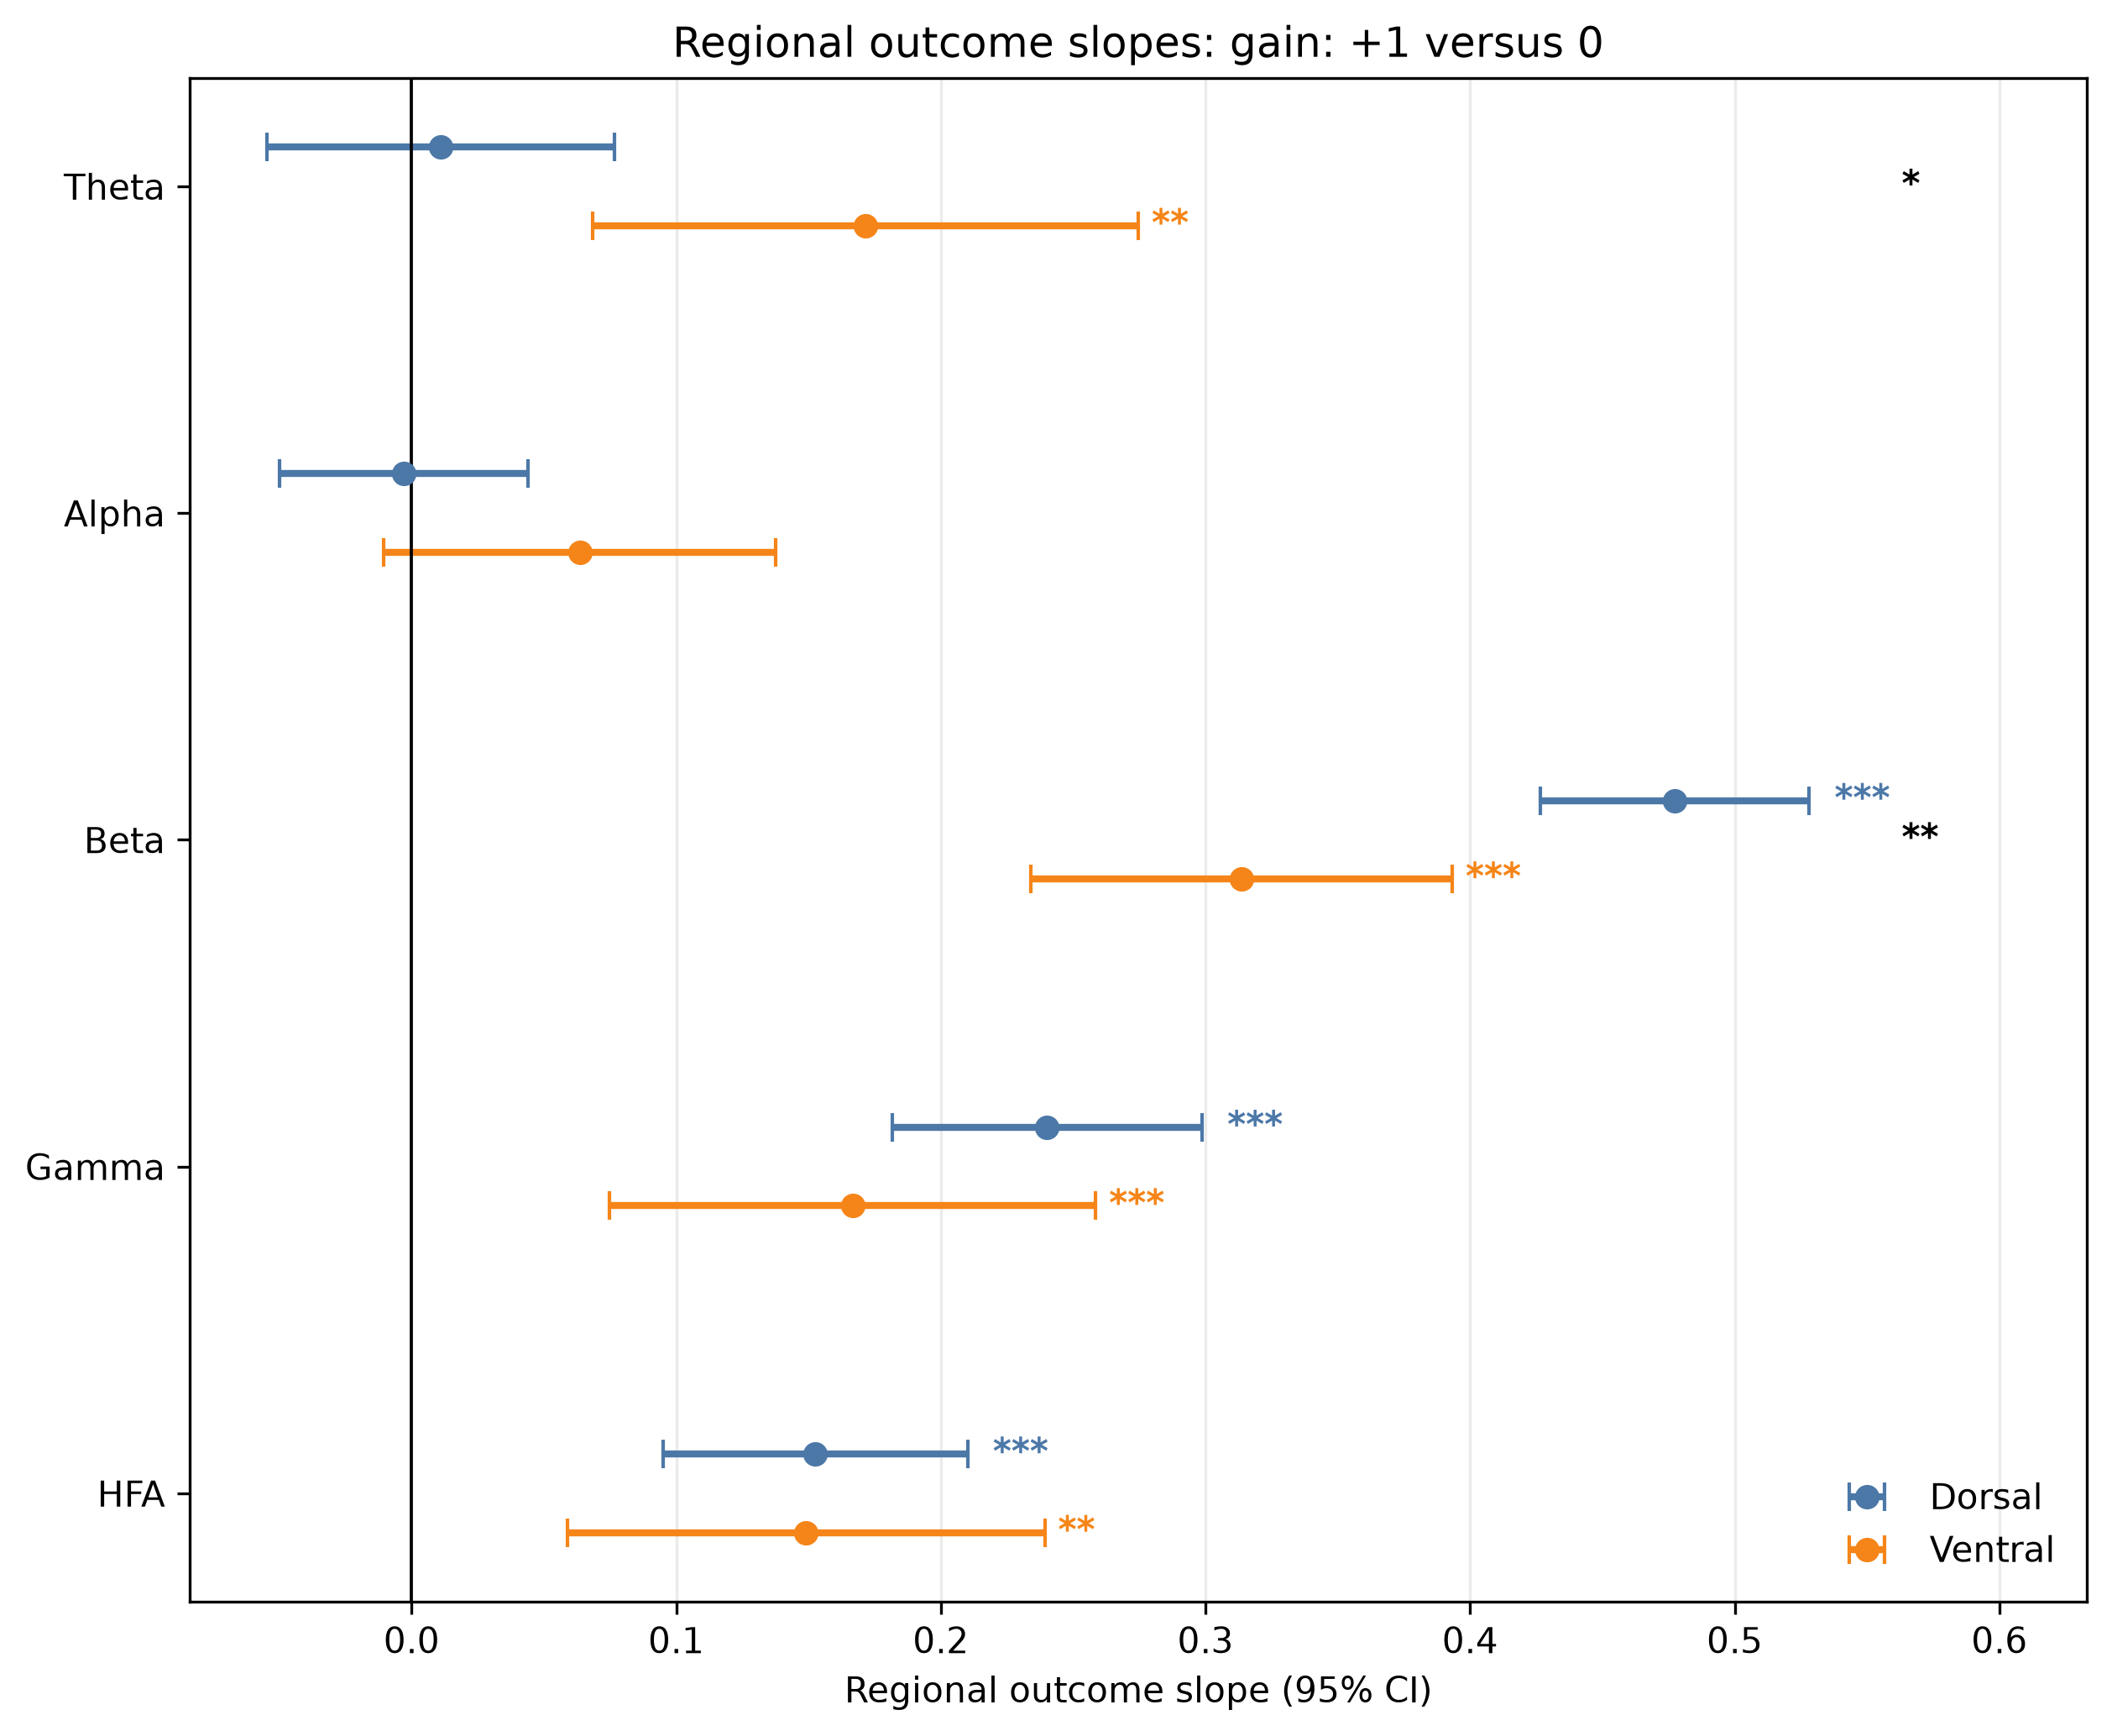 Regional outcome slopes: gain: +1 versus 0
Theta
*
**
Alpha
***
Beta
**
***
***
Gamma
***
***
HFA
**
Dorsal
Ventral
0.0 0.1 0.2 0.3 0.4 0.5 0.6
Regional outcome slope (95% CI)